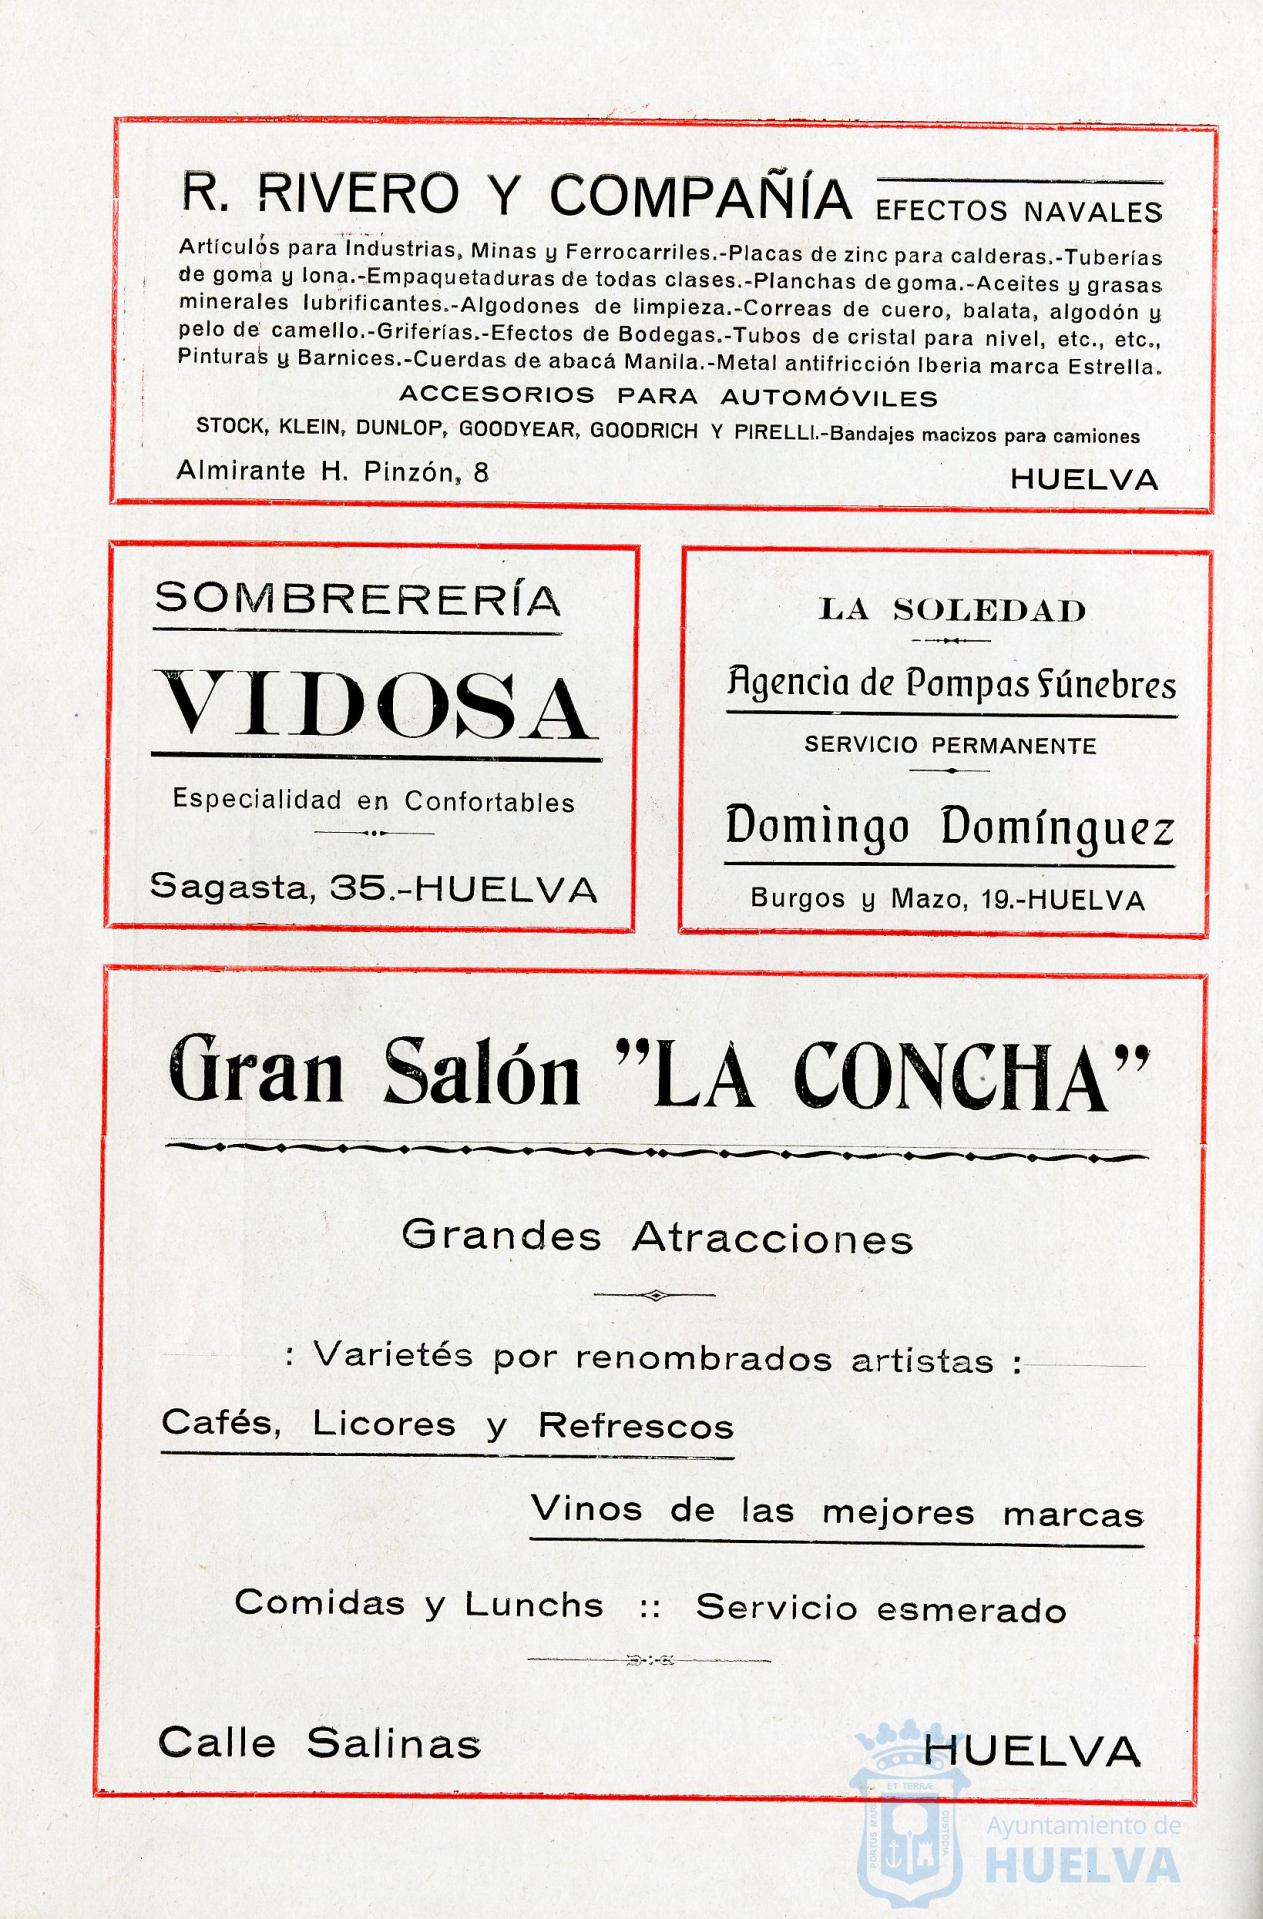 R. RIVERO Y COMPAÑÍA EFECTOS NAVALES
Artículos para Industrias, Minas y Ferrocarriles.-Placas de zinc para calderas.-Tuberías
de goma y lona.-Empaquetaduras de todas clases.-Planchas de goma.-Aceites y grasas
minerales lubrificantes.-Algodones de limpieza.-Correas de cuero, balata, algodón y
pelo de camello.-Griferías.-Efectos de Bodegas.-Tubos de cristal para nivel, etc., etc.,
Pinturas y Barnices.-Cuerdas de abacá Manila.-Metal antifricción Iberia marca Estrella.
ACCESORIOS PARA AUTOMÓVILES
STOCK, KLEIN, DUNLOP, GOODYEAR, GOODRICH Y PIRELLI.-Bandajes macizos para camiones
Almirante H. Pinzón, 8 HUELVA
SOMBRERERÍA
VIDOSA
Especialidad en Confortables
Sagasta, 35.-HUELVA
LA SOLEDAD
Agencia de Pompas Fúnebres
SERVICIO PERMANENTE
Domingo Domínguez
Burgos y Mazo, 19.-HUELVA
Gran Salón "LA CONCHA"
Grandes Atracciones
: Varietés por renombrados artistas :
Cafés, Licores y Refrescos
Vinos de las mejores marcas
Comidas y Lunchs :: Servicio esmerado
Calle Salinas HUELVA
PORTUS MARIS ET TERRÆ CUSTODIA
Ayuntamiento de
HUELVA